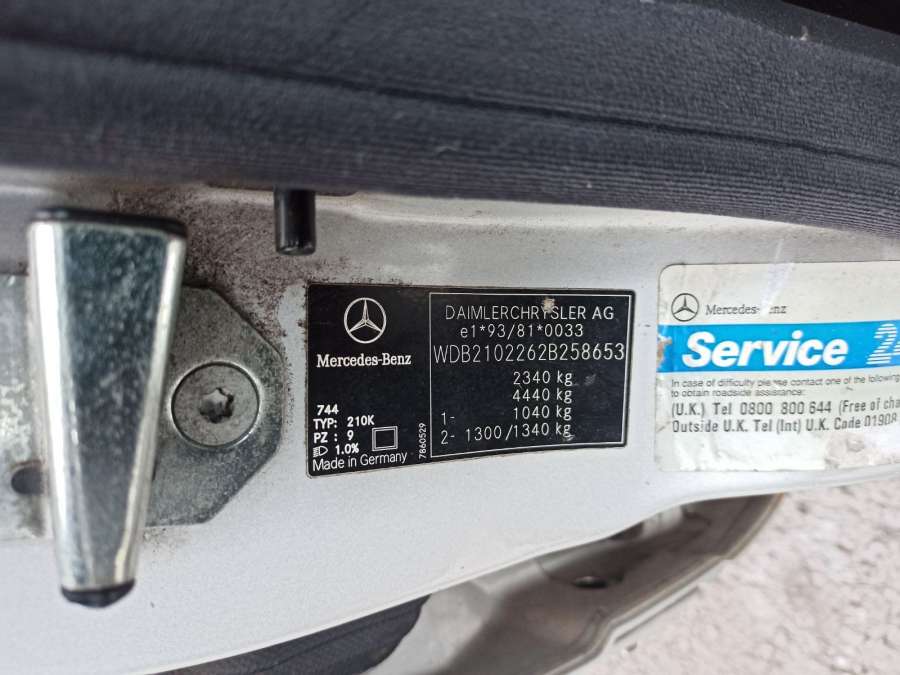 Mercedes-Benz
744
TYP: 210K
PZ : 9
1.0%
Made in Germany
7860529
DAIMLERCHRYSLER AG
e1*93/81*0033
WDB2102262B258653
2340 kg
4440 kg
1- 1040 kg
2- 1300/1340 kg
Mercedes-Benz
Service 24
In case of difficulty please contact one of the following
to obtain roadside assistance:
(U.K.) Tel 0800 800 644 (Free of
Outside U.K. Tel (Int) U.K. Code 01908